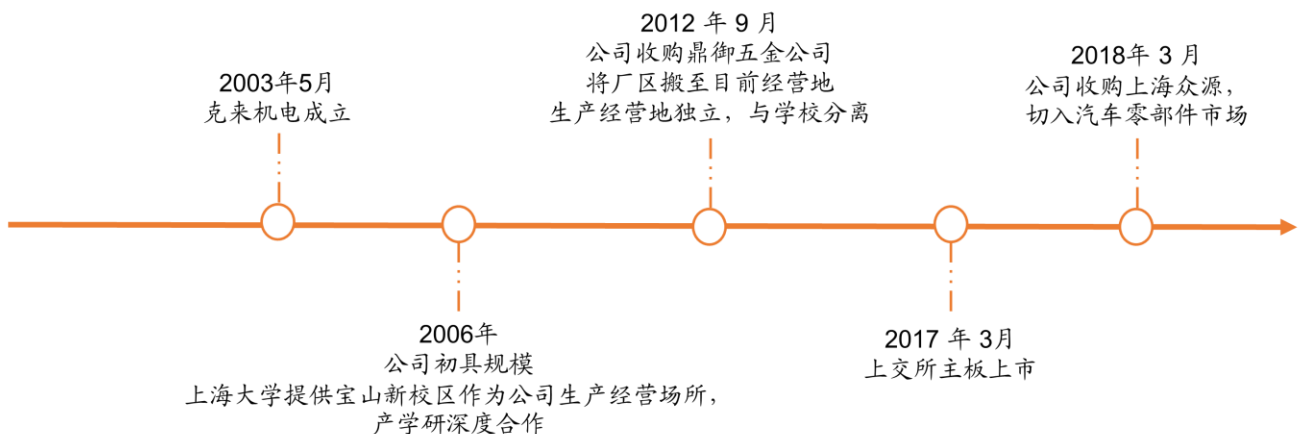 2003年5月
克来机电成立
2006年
公司初具规模
上海大学提供宝山新校区作为公司生产经营场所，
产学研深度合作
2012 年 9 月
公司收购鼎御五金公司
将厂区搬至目前经营地
生产经营地独立，与学校分离
2017 年 3月
上交所主板上市
2018年 3 月
公司收购上海众源，
切入汽车零部件市场